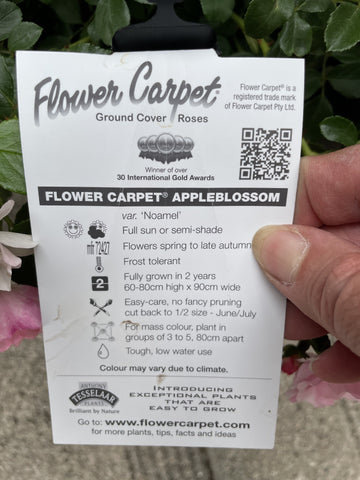 Flower Carpet®
Ground Cover Roses
Flower Carpet® is a
registered trade mark
of Flower Carpet Pty Ltd.
Winner of over
30 International Gold Awards
FLOWER CARPET® APPLEBLOSSOM
var. 'Noamel'
Full sun or semi-shade
mfr 72427
Flowers spring to late autumn
Frost tolerant
2
Fully grown in 2 years
60-80cm high x 90cm wide
Easy-care, no fancy pruning
cut back to 1/2 size - June/July
For mass colour, plant in
groups of 3 to 5, 80cm apart
Tough, low water use
Colour may vary due to climate.
ANTHONY
TESSELAAR
PLANTS
Brilliant by Nature
INTRODUCING
EXCEPTIONAL PLANTS
THAT ARE
EASY TO GROW
Go to: www.flowercarpet.com
for more plants, tips, facts and ideas